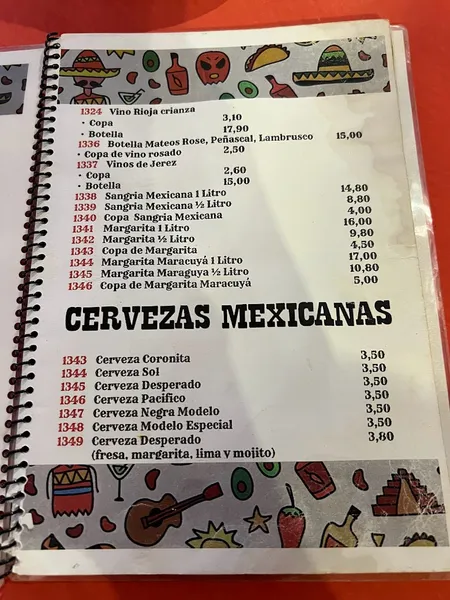 1324 Vino Rioja crianza
· Copa 3,10
· Botella 17,90
1336 Botella Mateos Rose, Peñascal, Lambrusco 15,00
· Copa de vino rosado 2,50
1337 Vinos de Jerez
· Copa 2,60
· Botella 15,00
1338 Sangria Mexicana 1 Litro 14,80
1339 Sangria Mexicana ½ Litro 8,80
1340 Copa Sangria Mexicana 4,00
1341 Margarita 1 Litro 16,00
1342 Margarita ½ Litro 9,80
1343 Copa de Margarita 4,50
1344 Margarita Maracuyá 1 Litro 17,00
1345 Margarita Maraguya ½ Litro 10,80
1346 Copa de Margarita Maracuyá 5,00
CERVEZAS MEXICANAS
1343 Cerveza Coronita 3,50
1344 Cerveza Sol 3,50
1345 Cerveza Desperado 3,50
1346 Cerveza Pacifico 3,50
1347 Cerveza Negra Modelo 3,50
1348 Cerveza Modelo Especial 3,50
1349 Cerveza Desperado 3,80
(fresa, margarita, lima y mojito)